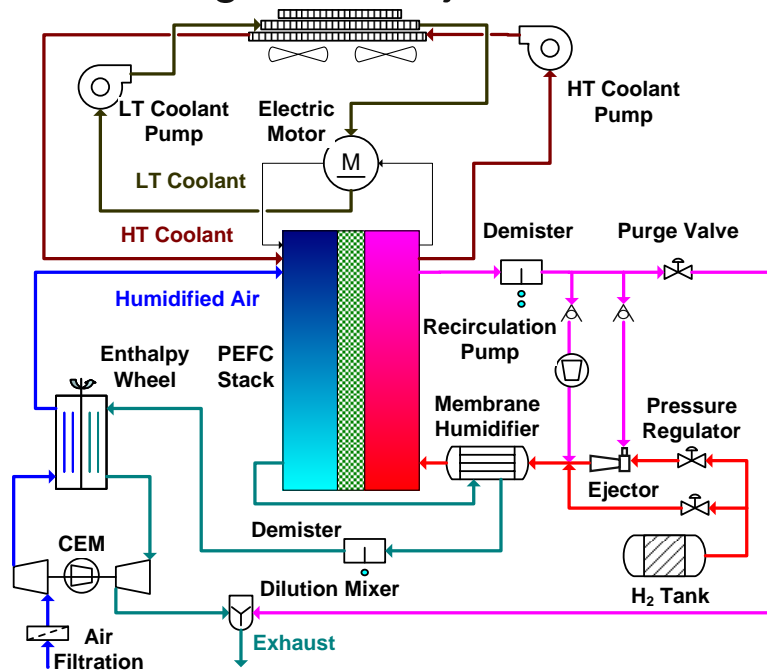 LT Coolant
Pump
Electric
Motor
HT Coolant
Pump
M
LT Coolant
HT Coolant
Demister
Purge Valve
Humidified Air
Recirculation
Pump
Enthalpy
Wheel
PEFC
Stack
Membrane
Humidifier
Pressure
Regulator
Ejector
Demister
CEM
H₂ Tank
Dilution Mixer
Air
Filtration
Exhaust